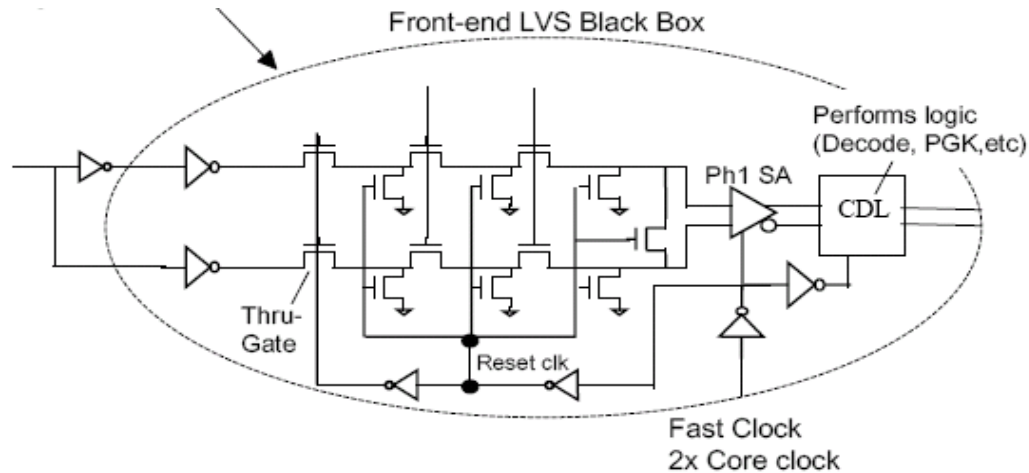 Front-end LVS Black Box
Performs logic
(Decode, PGK,etc)
Ph1 SA
CDL
Thru-
Gate
Reset clk
Fast Clock
2x Core clock